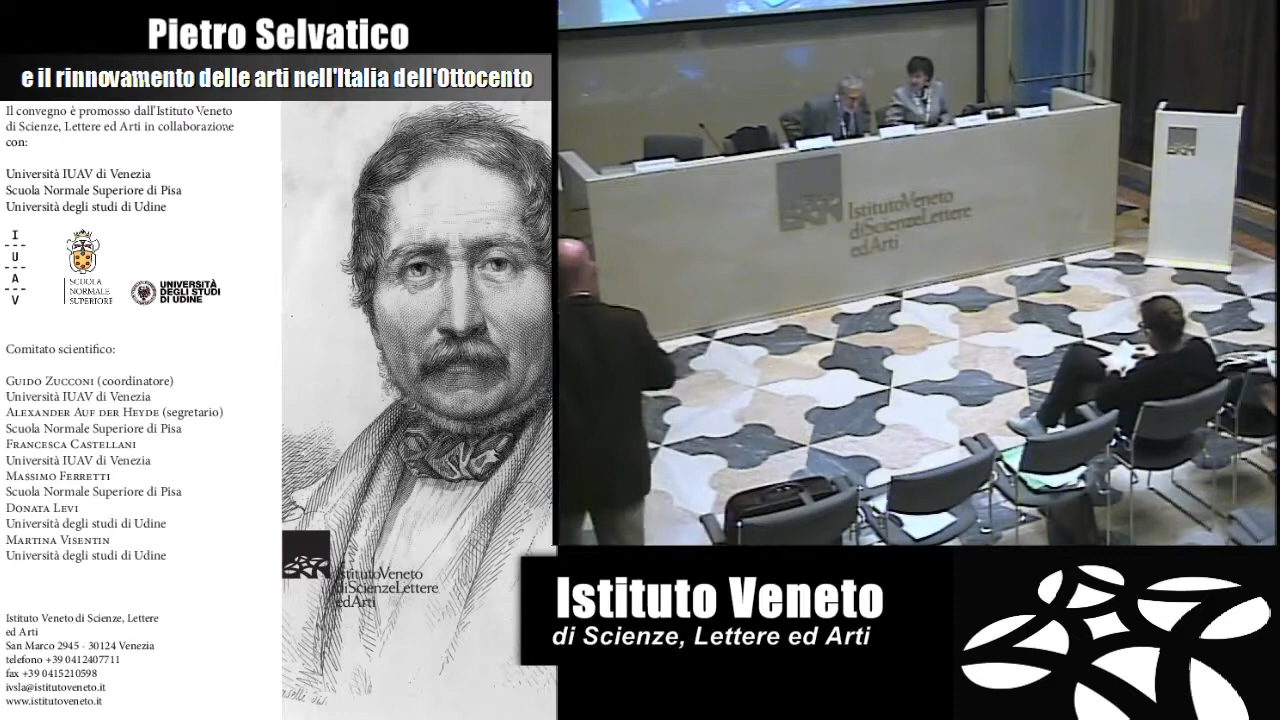 Pietro Selvatico
e il rinnovamento delle arti nell'Italia dell'Ottocento
Il convegno è promosso dall'Istituto Veneto
di Scienze, Lettere ed Arti in collaborazione
con:
Università IUAV di Venezia
Scuola Normale Superiore di Pisa
Università degli studi di Udine
I
U
A
V
SCUOLA
NORMALE
SUPERIORE
UNIVERSITÀ
DEGLI STUDI
DI UDINE
Comitato scientifico:
Guido Zucconi (coordinatore)
Università IUAV di Venezia
Alexander Auf der Heyde (segretario)
Scuola Normale Superiore di Pisa
Francesca Castellani
Università IUAV di Venezia
Massimo Ferretti
Scuola Normale Superiore di Pisa
Donata Levi
Università degli studi di Udine
Martina Visentin
Università degli studi di Udine
Istituto Veneto di Scienze, Lettere
ed Arti
San Marco 2945 - 30124 Venezia
telefono +39 0412407711
fax +39 0415210598
ivsla@istitutoveneto.it
www.istitutoveneto.it
IstitutoVeneto
diScienzeLettere
edArti
IstitutoVeneto
diScienzeLettere
edArti
Istituto Veneto
di Scienze, Lettere ed Arti